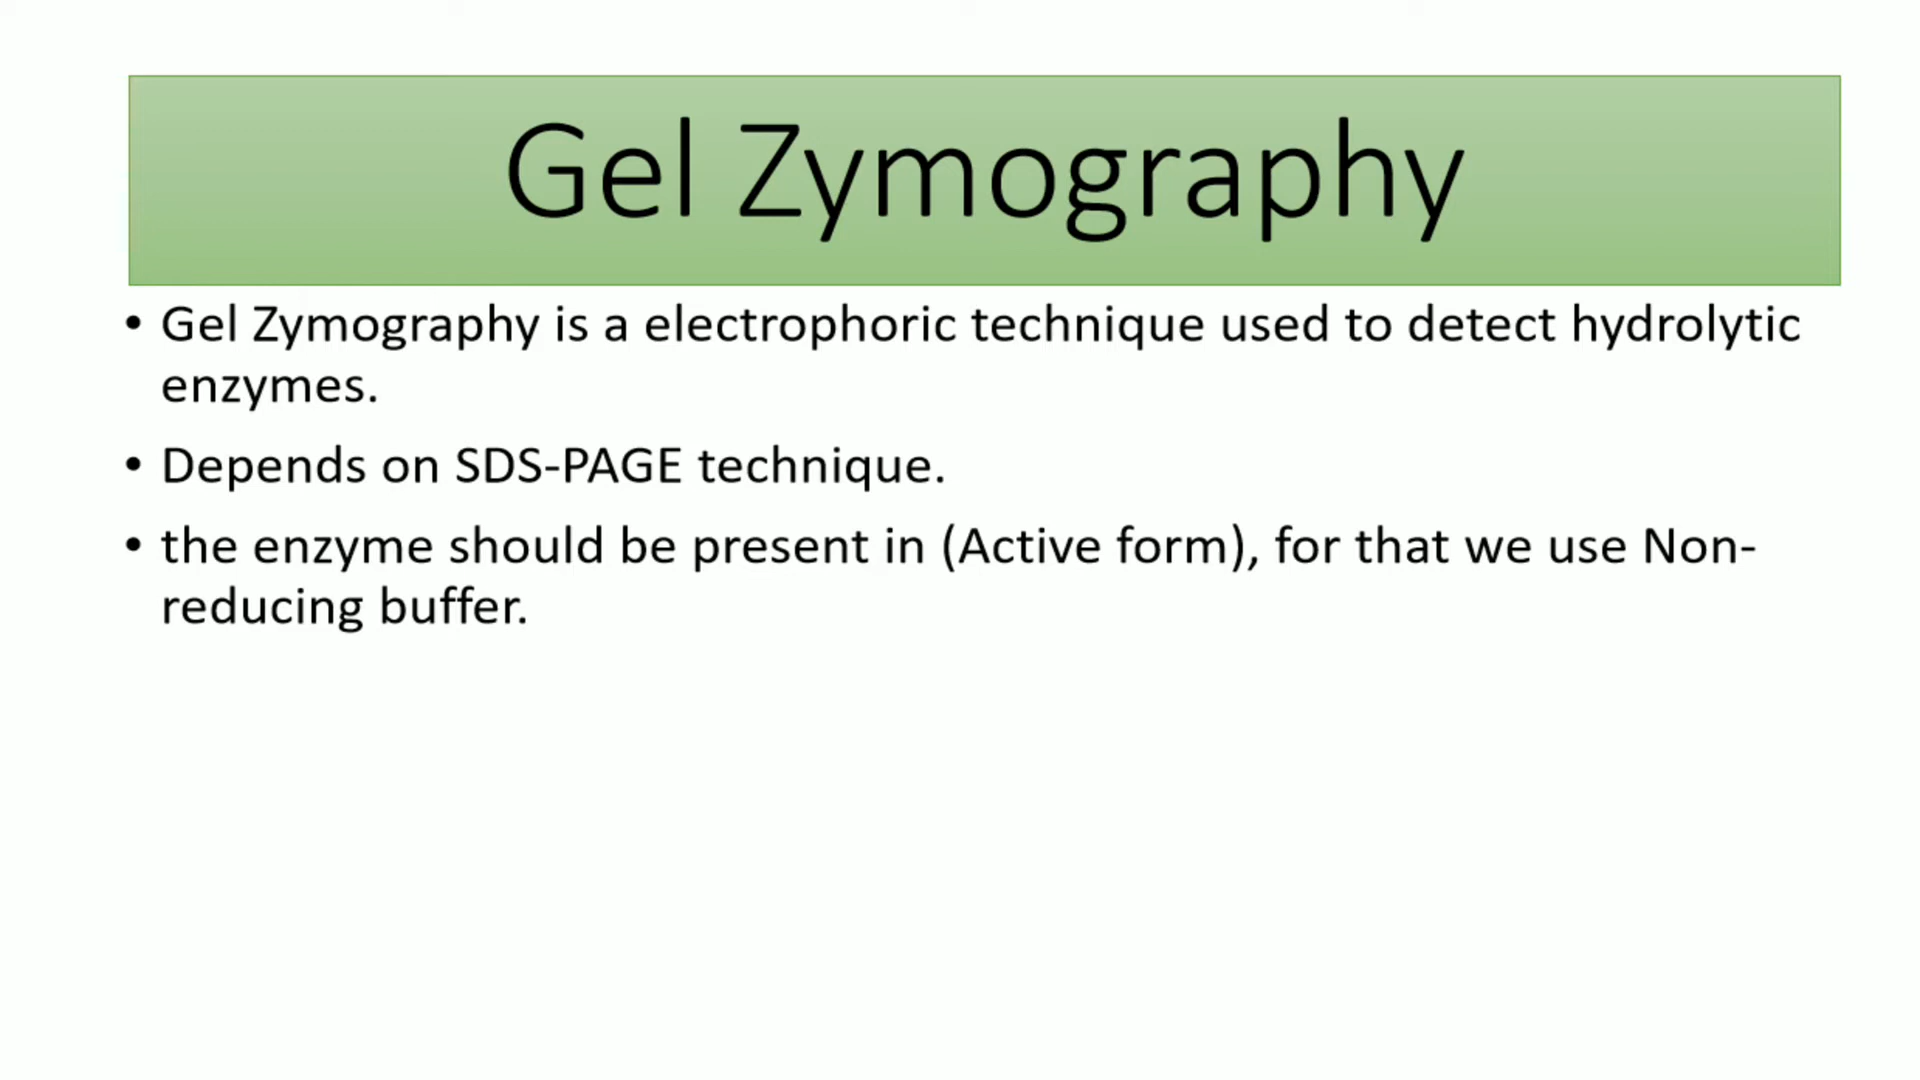 Gel Zymography
• Gel Zymography is a electrophoric technique used to detect hydrolytic
enzymes.
• Depends on SDS-PAGE technique.
• the enzyme should be present in (Active form), for that we use Non-
reducing buffer.